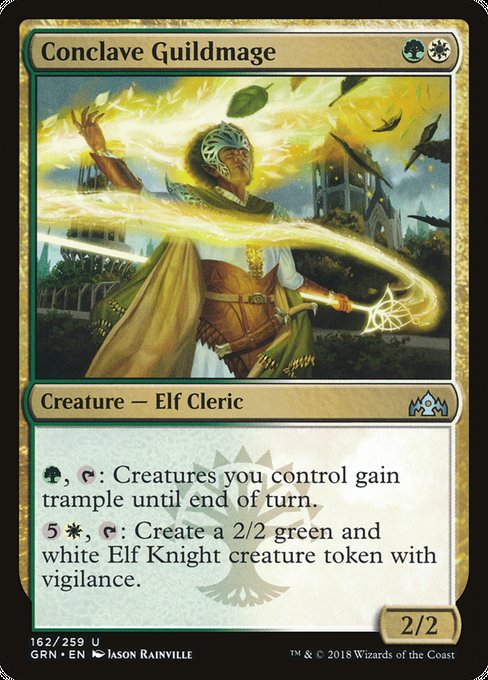 Conclave Guildmage
Creature — Elf Cleric
, : Creatures you control gain
trample until end of turn.
5 , : Create a 2/2 green and
white Elf Knight creature token with
vigilance.
2/2
162/259 U
GRN • EN Jason Rainville
™ & © 2018 Wizards of the Coast